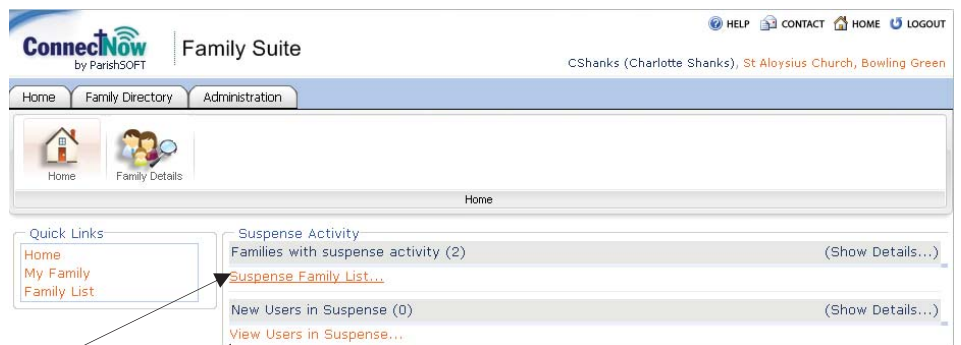 HELP CONTACT HOME LOGOUT
ConnectNow
by ParishSOFT
Family Suite
CShanks (Charlotte Shanks), St Aloysius Church, Bowling Green
Home Family Directory Administration
Home Family Details
Home
Quick Links
Home
My Family
Family List
Suspense Activity
Families with suspense activity (2) (Show Details...)
Suspense Family List...
New Users in Suspense (0) (Show Details...)
View Users in Suspense...